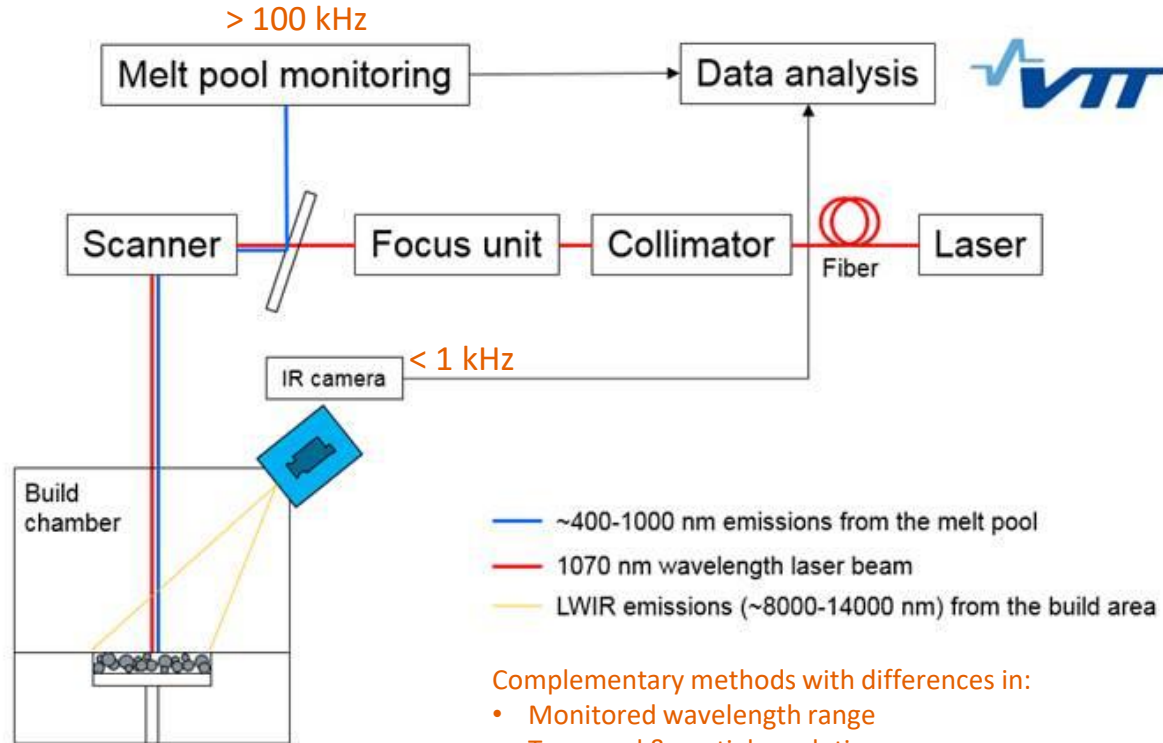 > 100 kHz
Melt pool monitoring
Data analysis
VTT
Scanner
Focus unit
Collimator
Fiber
Laser
IR camera
< 1 kHz
Build
chamber
~400-1000 nm emissions from the melt pool
1070 nm wavelength laser beam
LWIR emissions (~8000-14000 nm) from the build area
Complementary methods with differences in:
• Monitored wavelength range